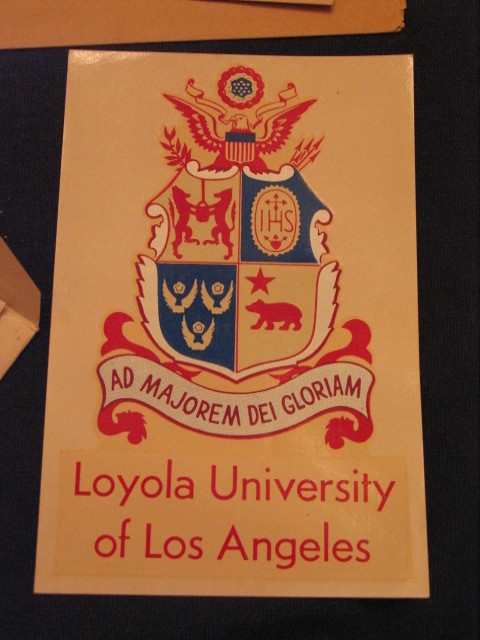 IHS
AD MAJOREM DEI GLORIAM
Loyola University
of Los Angeles